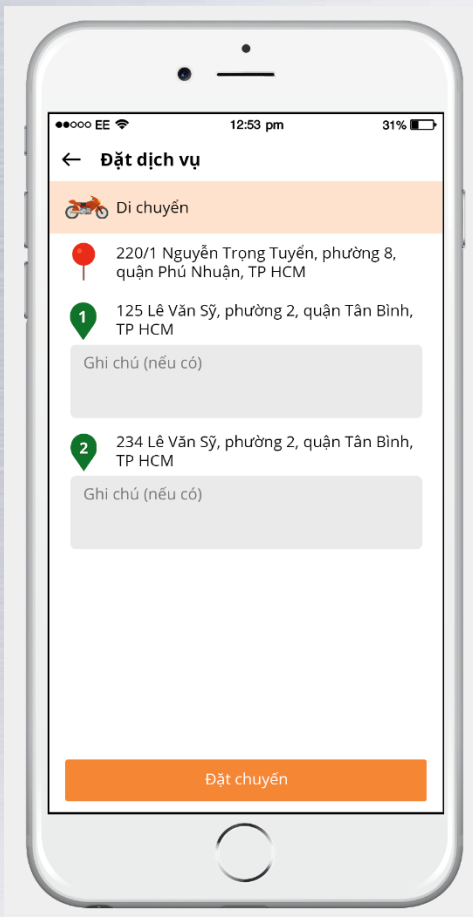 EE 12:53 pm 31%
Đặt dịch vụ
Di chuyển
220/1 Nguyễn Trọng Tuyển, phường 8,
quận Phú Nhuận, TP HCM
1 125 Lê Văn Sỹ, phường 2, quận Tân Bình,
TP HCM
Ghi chú (nếu có)
2 234 Lê Văn Sỹ, phường 2, quận Tân Bình,
TP HCM
Ghi chú (nếu có)
Đặt chuyến